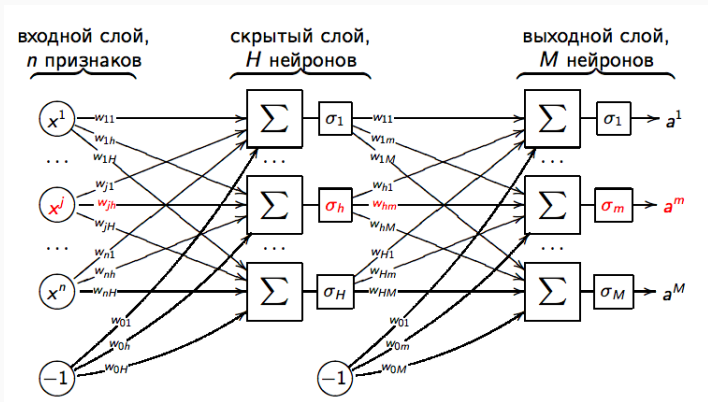 входной слой, скрытый слой, выходной слой,
n признаков H нейронов M нейронов
x¹ w₁₁ Σ σ₁ w₁₁ Σ σ₁ a¹
w₁ₕ w₁ₘ
w₁H w₁M
... ... ...
wⱼ₁ wₕ₁
xʲ wⱼₕ Σ σₕ wₕₘ Σ σₘ aᵐ
wⱼH wₕM
... ... ...
wₙ₁ wH₁
wₙₕ wHₘ
xⁿ wₙH Σ σH wHM Σ σM aᴹ
w₀₁ w₀₁
w₀ₕ w₀ₘ
w₀H w₀M
−1 −1